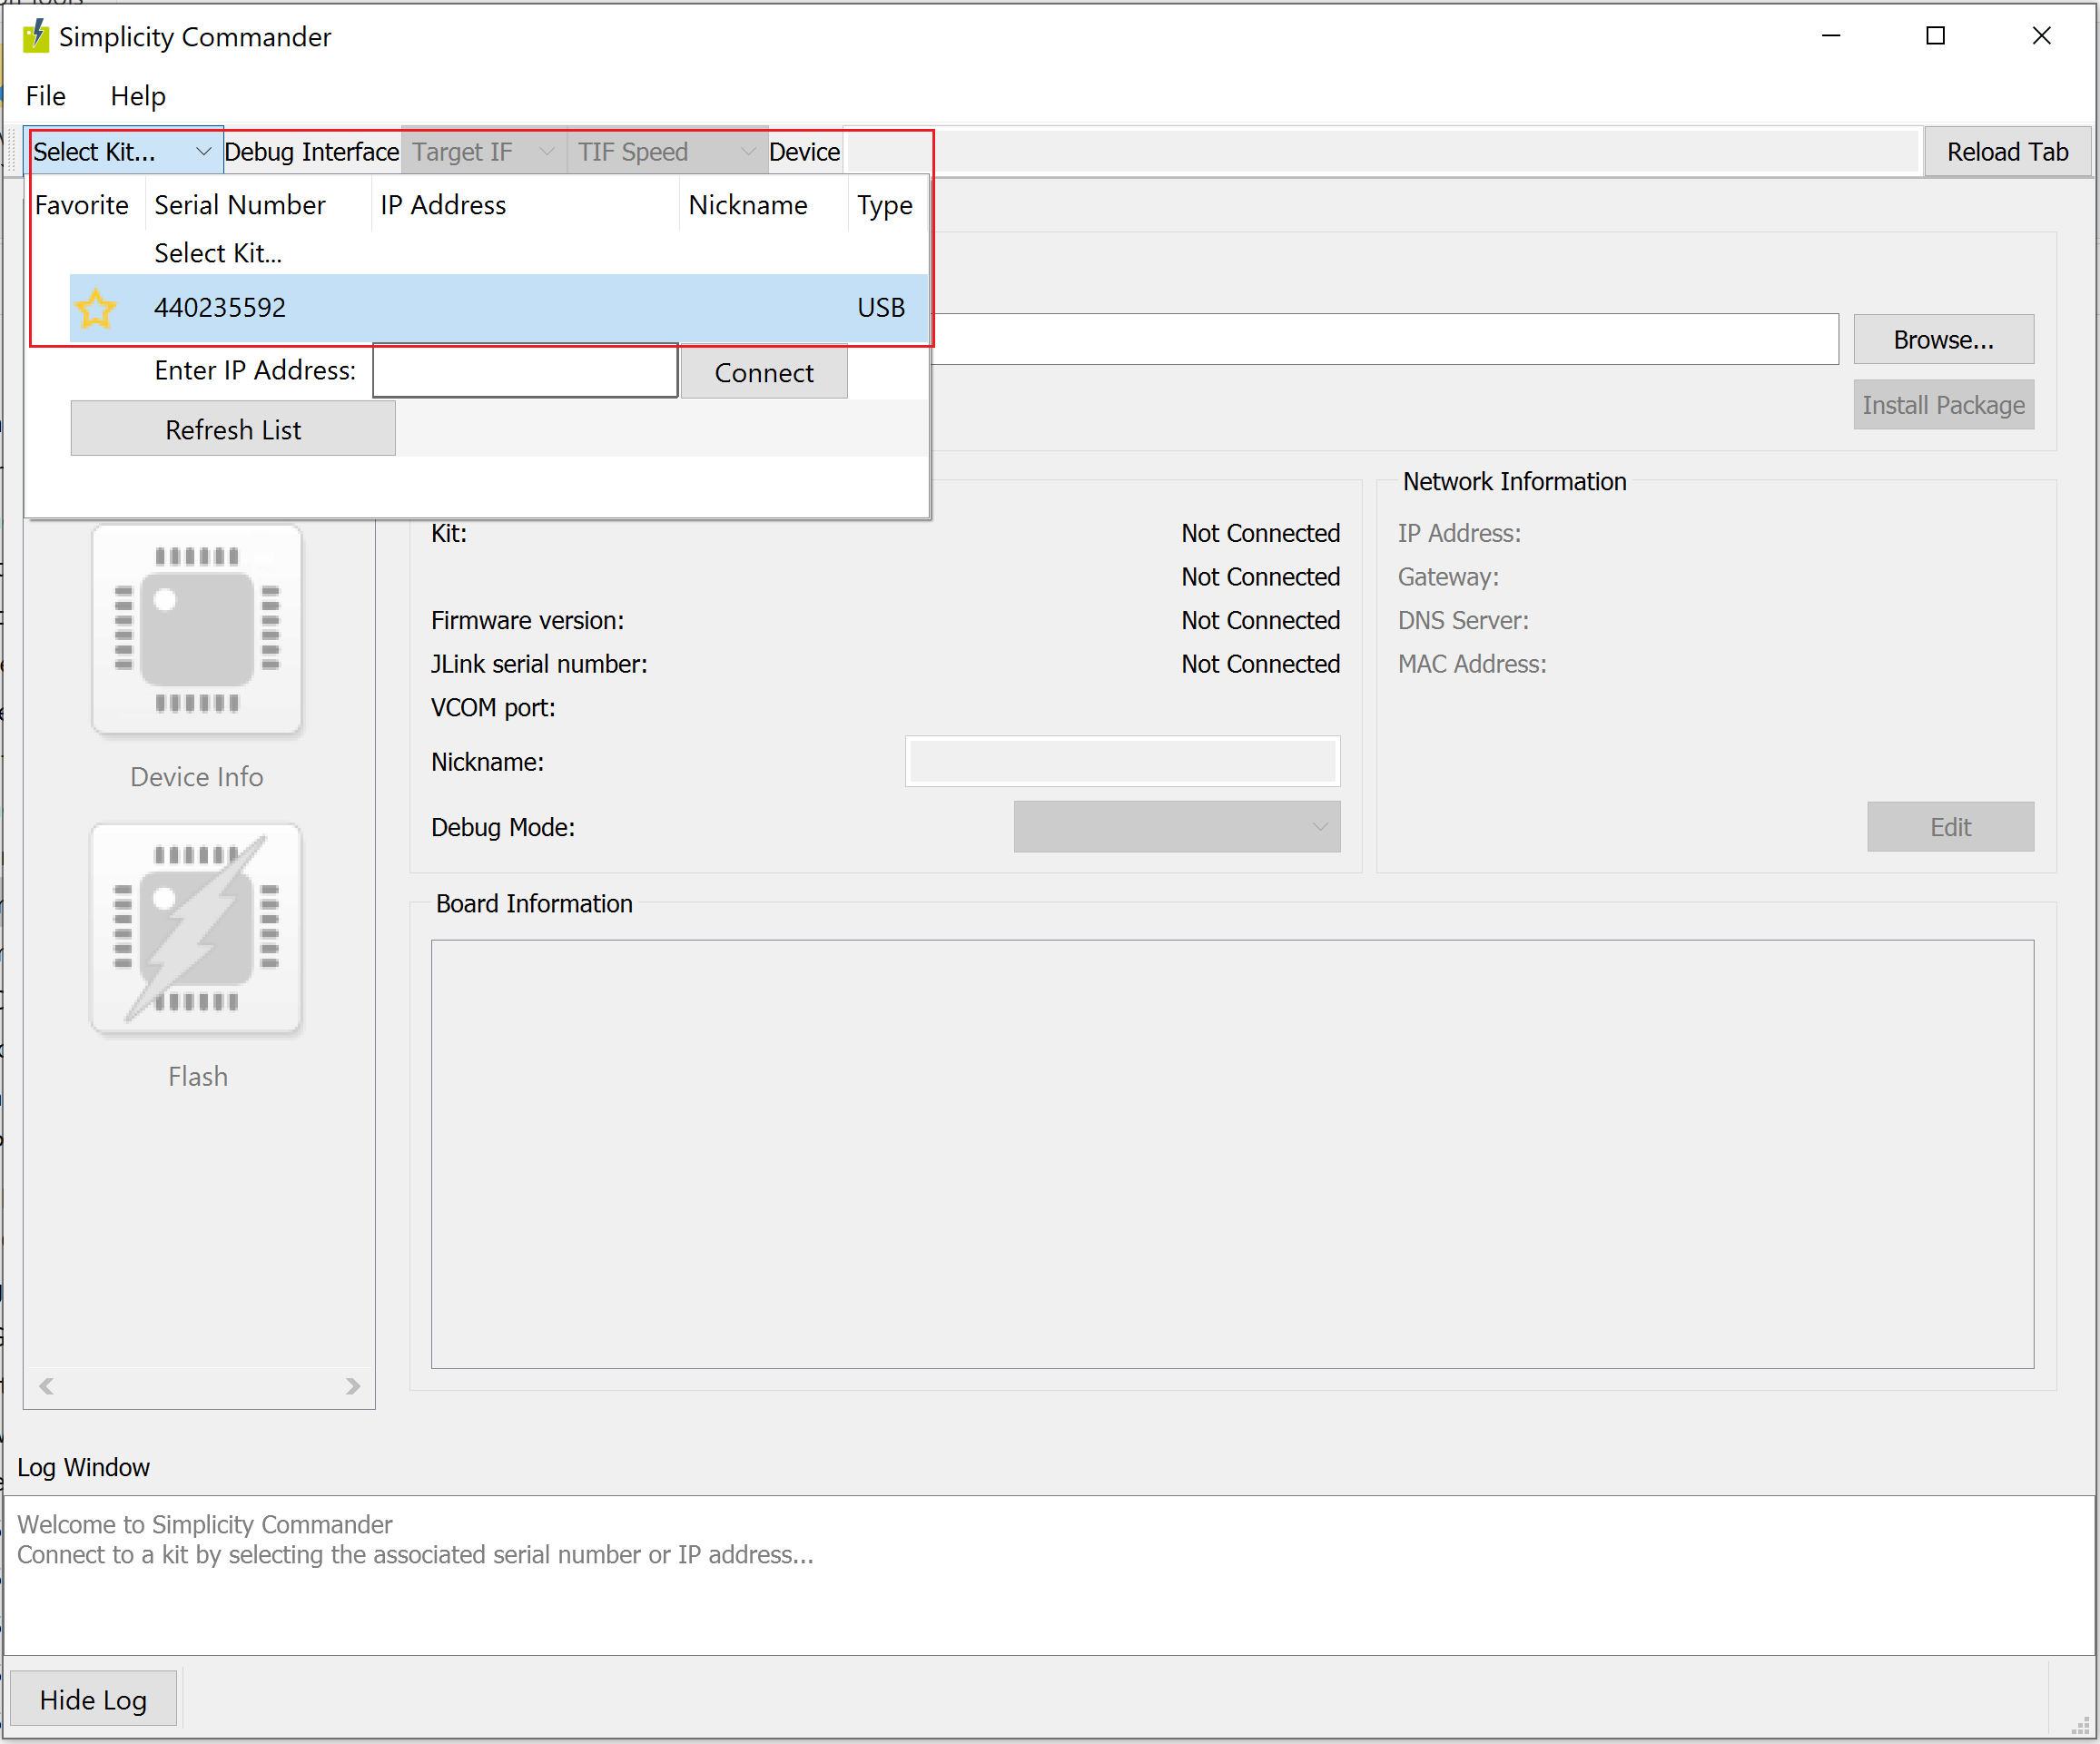 Simplicity Commander
File Help
Select Kit... Debug Interface Target IF TIF Speed Device Reload Tab
Favorite Serial Number IP Address Nickname Type
Select Kit...
440235592 USB
Browse...
Enter IP Address: Connect
Install Package
Refresh List
Network Information
Kit: Not Connected IP Address:
Not Connected Gateway:
Firmware version: Not Connected DNS Server:
JLink serial number: Not Connected MAC Address:
VCOM port:
Nickname:
Device Info
Debug Mode: Edit
Board Information
Flash
Log Window
Welcome to Simplicity Commander
Connect to a kit by selecting the associated serial number or IP address...
Hide Log